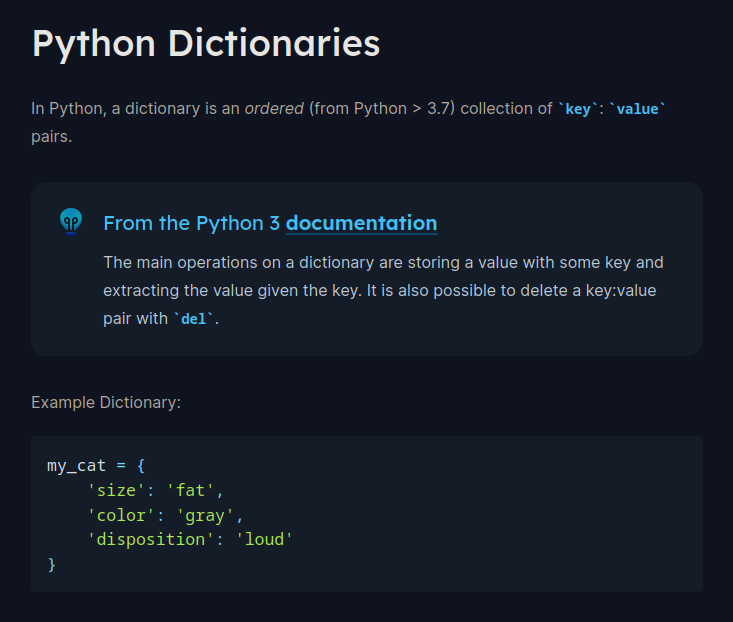 Python Dictionaries
In Python, a dictionary is an ordered (from Python > 3.7) collection of `key`: `value`
pairs.
From the Python 3 documentation
The main operations on a dictionary are storing a value with some key and
extracting the value given the key. It is also possible to delete a key:value
pair with `del`.
Example Dictionary:
my_cat = {
    'size': 'fat',
    'color': 'gray',
    'disposition': 'loud'
}